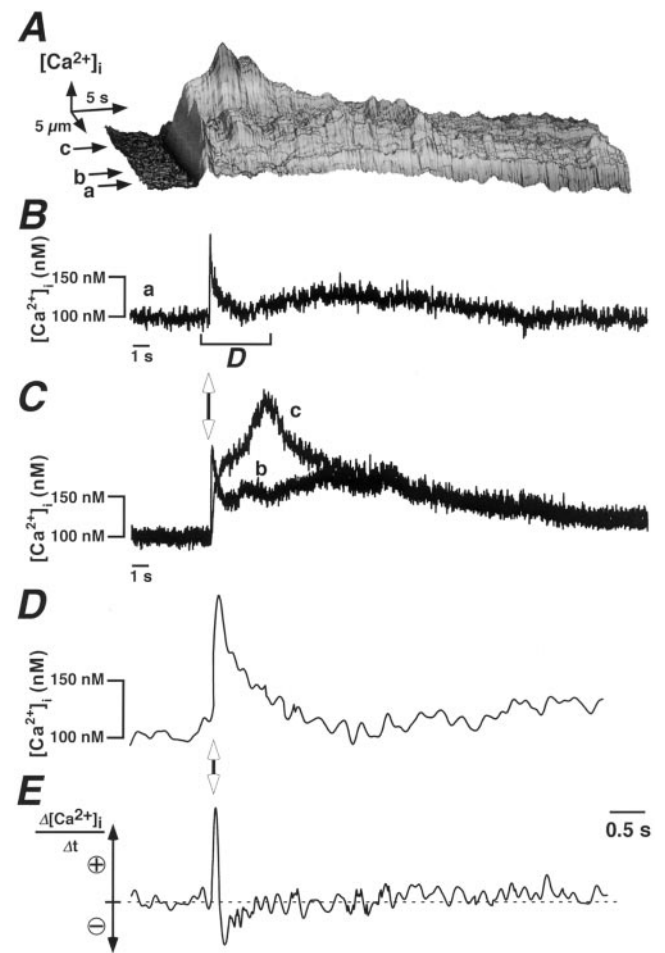 A
[Ca²⁺]ᵢ
5 s
5 µm
c
b
a
B
[Ca²⁺]ᵢ (nM)
150 nM
100 nM
a
1 s
D
C
[Ca²⁺]ᵢ (nM)
150 nM
100 nM
c
b
1 s
D
[Ca²⁺]ᵢ (nM)
150 nM
100 nM
E
Δ[Ca²⁺]ᵢ
Δt
+
−
0.5 s